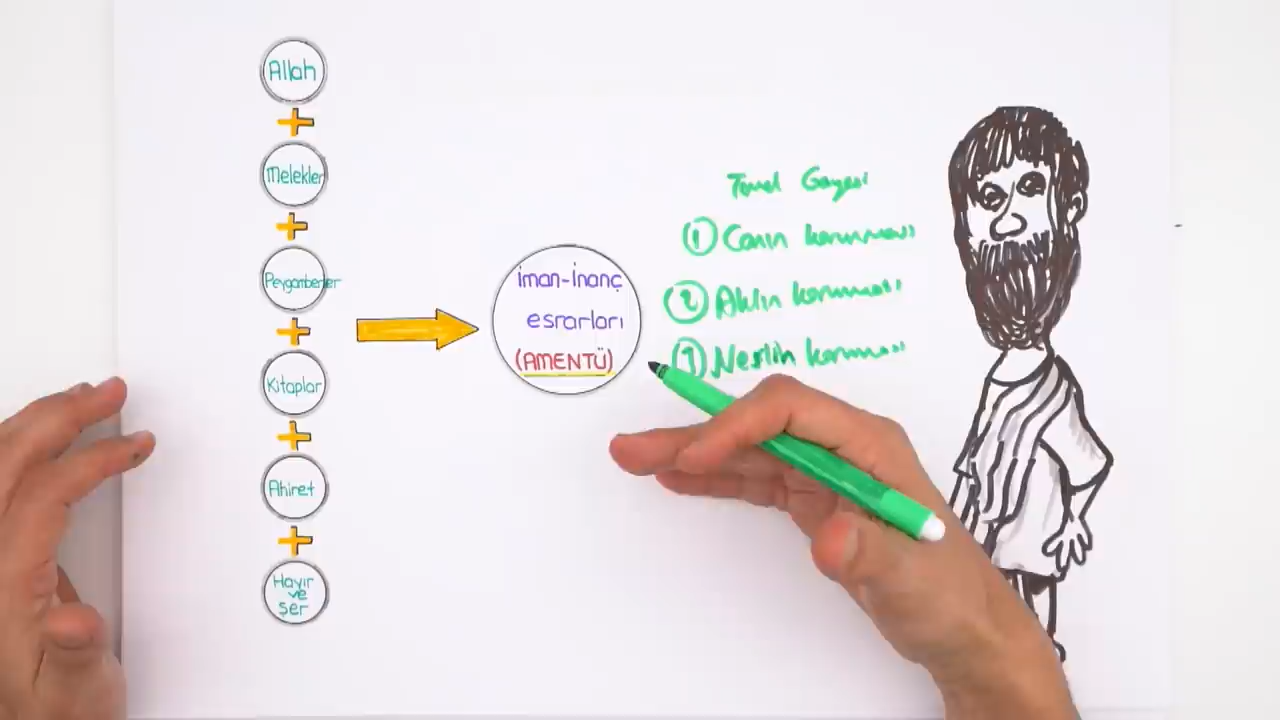 Allah
+
Melekler
+
Peygamberler
+
Kitaplar
+
Ahiret
+
Hayır
ve
şer
İman-İnanç
esrarları
(AMENTÜ)
Temel Gayesi
1 Canın korunması
2 Aklın korunması
3 Neslin korunması